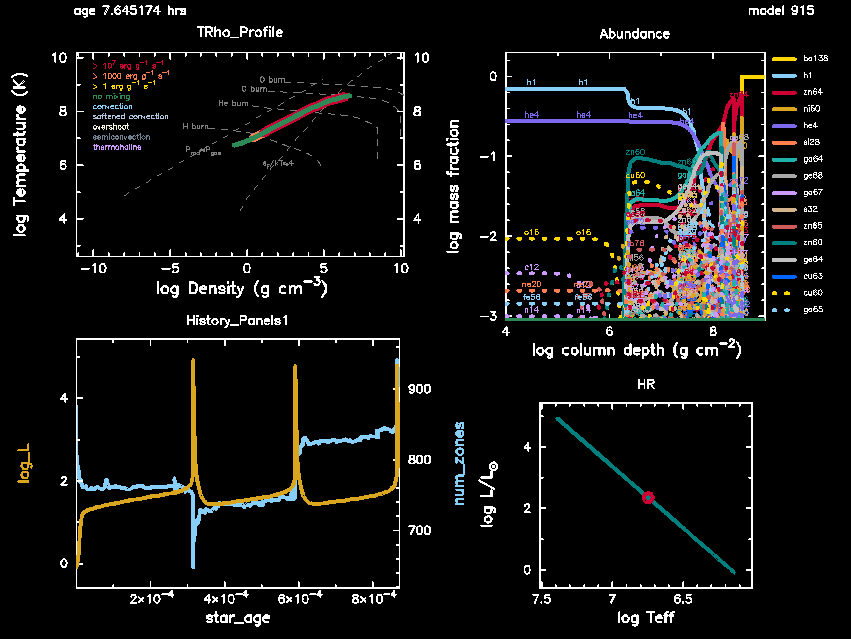 age 7.645174 hrs
model 915
TRho_Profile
> 10⁷ erg g⁻¹ s⁻¹
> 1000 erg g⁻¹ s⁻¹
> 1 erg g⁻¹ s⁻¹
no mixing
convection
softened convection
overshoot
semiconvection
thermohaline
O burn
C burn
He burn
H burn
log Temperature (K)
10
8
6
4
10
8
6
4
−10
−5
0
5
10
log Density (g cm⁻³)
Abundance
log mass fraction
0
−1
−2
−3
h1
h1
h1
h1
he4
he4
he4
zn60
cu60
o16
o16
c12
ne20
fe56
fe56
n14
n14
4
6
8
log column depth (g cm⁻²)
ba138
h1
zn64
ni60
he4
si28
ga64
ge68
ga67
s32
zn65
zn60
ge64
cu63
cu60
ga65
History_Panels1
log_L
4
2
0
900
800
700
num_zones
2×10⁻⁴
4×10⁻⁴
6×10⁻⁴
8×10⁻⁴
star_age
HR
log L/L☉
4
2
0
7.5
7
6.5
log Teff